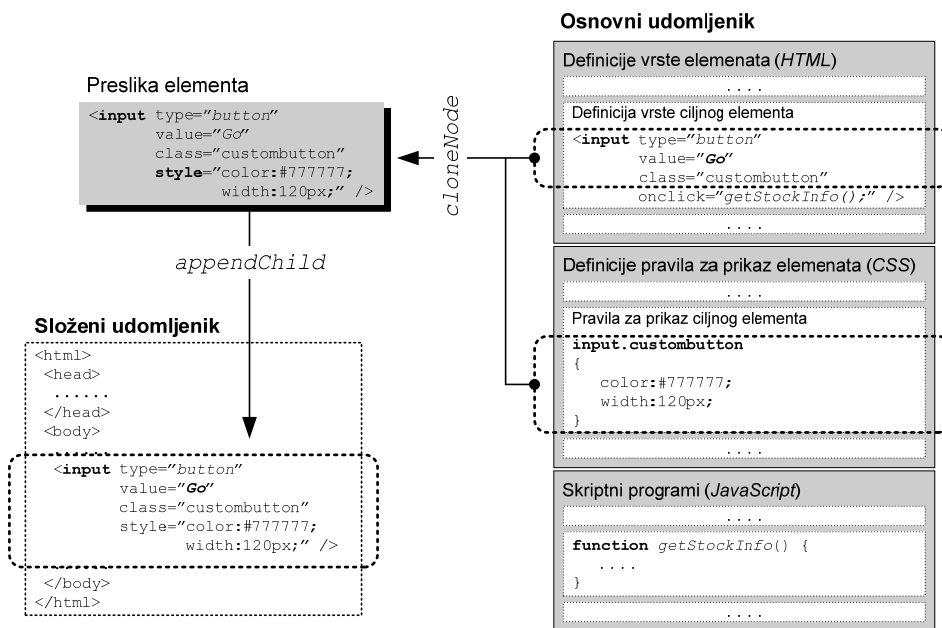 Preslika elementa
<input type="button"
value="Go"
class="custombutton"
style="color:#777777;
width:120px;" />
cloneNode
appendChild
Složeni udomljenik
<html>
<head>
......
</head>
<body>
......
<input type="button"
value="Go"
class="custombutton"
style="color:#777777;
width:120px;" />
......
</body>
</html>
Osnovni udomljenik
Definicije vrste elemenata (HTML)
....
Definicija vrste ciljnog elementa
<input type="button"
value="Go"
class="custombutton"
onclick="getStockInfo();" />
....
Definicije pravila za prikaz elemenata (CSS)
....
Pravila za prikaz ciljnog elementa
input.custombutton
{
color:#777777;
width:120px;
}
....
Skriptni programi (JavaScript)
....
function getStockInfo() {
....
}
....